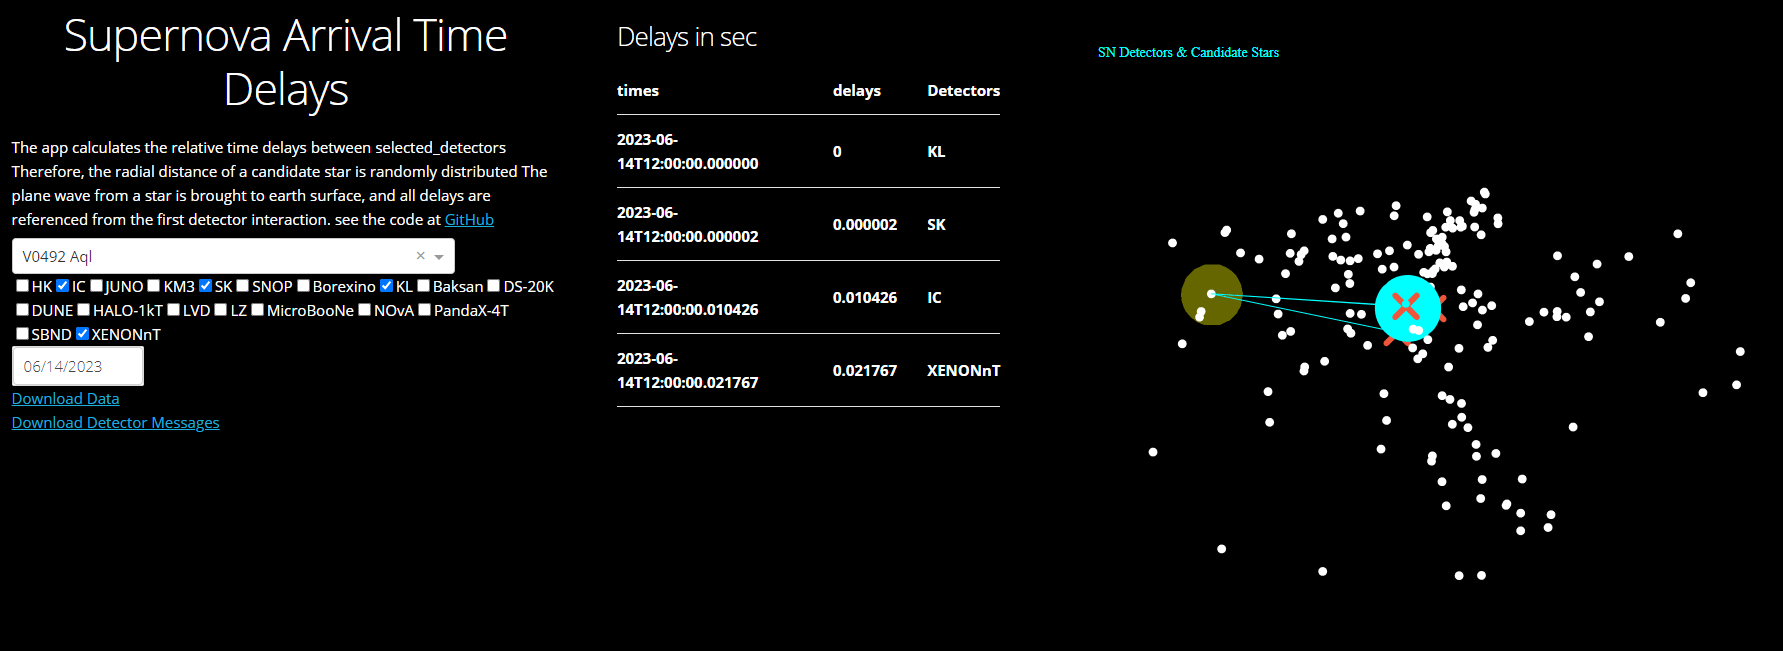 Supernova Arrival Time
Delays
The app calculates the relative time delays between selected_detectors
Therefore, the radial distance of a candidate star is randomly distributed The
plane wave from a star is brought to earth surface, and all delays are
referenced from the first detector interaction. see the code at GitHub
V0492 Aql
HK IC JUNO KM3 SK SNOP Borexino KL Baksan DS-20K
DUNE HALO-1kT LVD LZ MicroBooNe NOvA PandaX-4T
SBND XENONnT
06/14/2023
Download Data
Download Detector Messages
Delays in sec
times delays Detectors
2023-06-
14T12:00:00.000000 0 KL
2023-06-
14T12:00:00.000002 0.000002 SK
2023-06-
14T12:00:00.010426 0.010426 IC
2023-06-
14T12:00:00.021767 0.021767 XENONnT
SN Detectors & Candidate Stars